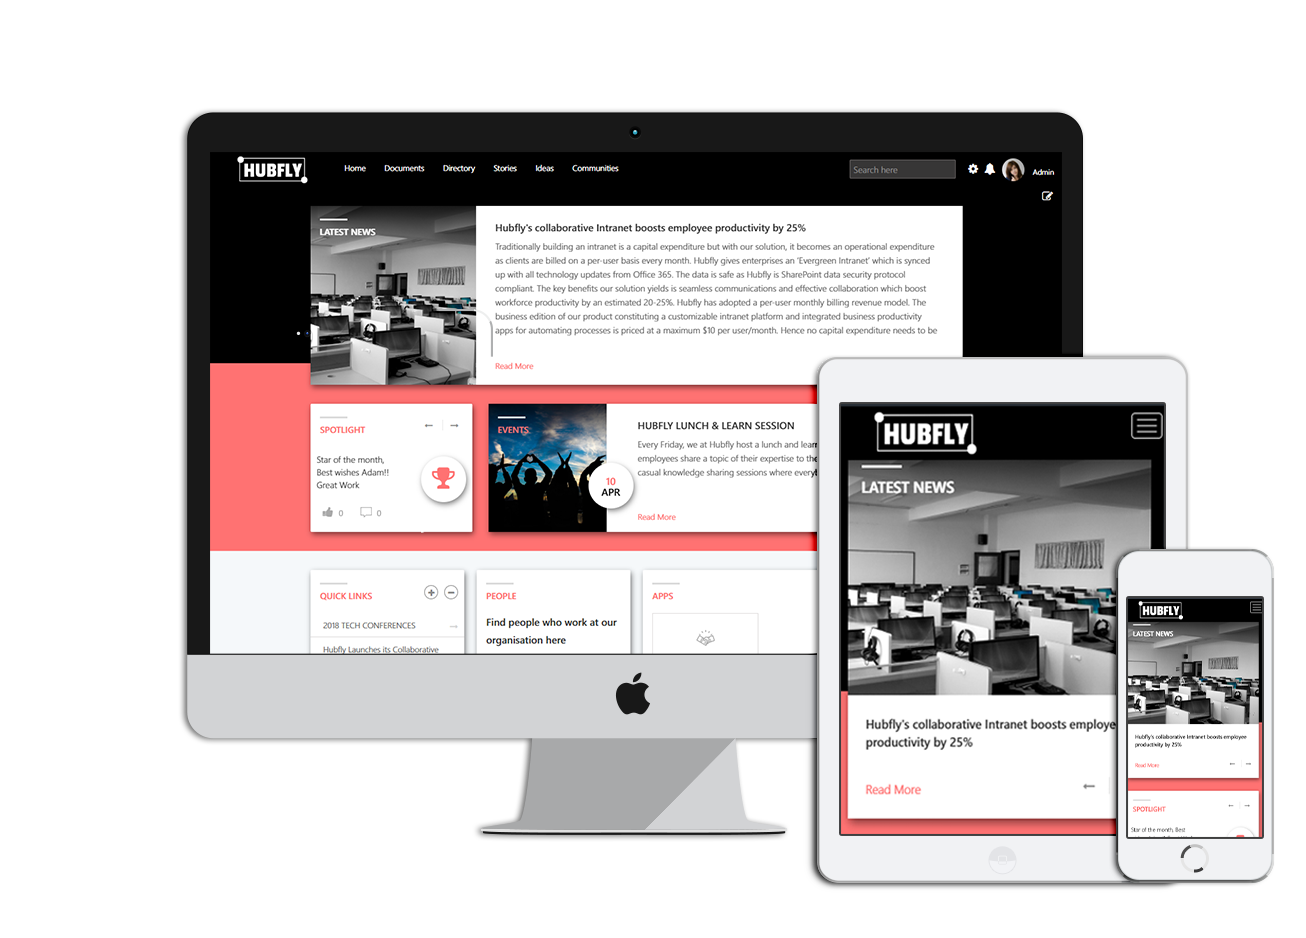 HUBFLY
Home Documents Directory Stories Ideas Communities
Search here
Admin
LATEST NEWS
Hubfly's collaborative Intranet boosts employee productivity by 25%
Traditionally building an intranet is a capital expenditure but with our solution, it becomes an operational expenditure
as clients are billed on a per-user basis every month. Hubfly gives enterprises an 'Evergreen Intranet' which is synced
up with all technology updates from Office 365. The data is safe as Hubfly is SharePoint data security protocol
compliant. The key benefits our solution yields is seamless communications and effective collaboration which boost
workforce productivity by an estimated 20-25%. Hubfly has adopted a per-user monthly billing revenue model. The
business edition of our product constituting a customizable intranet platform and integrated business productivity
apps for automating processes is priced at a maximum $10 per user/month. Hence no capital expenditure needs to be
Read More
SPOTLIGHT
Star of the month,
Best wishes Adam!!
Great Work
0 0
EVENTS
10
APR
HUBFLY LUNCH & LEARN SESSION
Every Friday, we at Hubfly host a lunch and lear
employees share a topic of their expertise to the
casual knowledge sharing sessions where every
Read More
QUICK LINKS
2018 TECH CONFERENCES
Hubfly Launches its Collaborative
PEOPLE
Find people who work at our
organisation here
APPS
HUBFLY
LATEST NEWS
Hubfly's collaborative Intranet boosts employe
productivity by 25%
Read More
HUBFLY
LATEST NEWS
Hubfly's collaborative Intranet boosts employee
productivity by 25%
Read More
SPOTLIGHT
Star of the month, Best